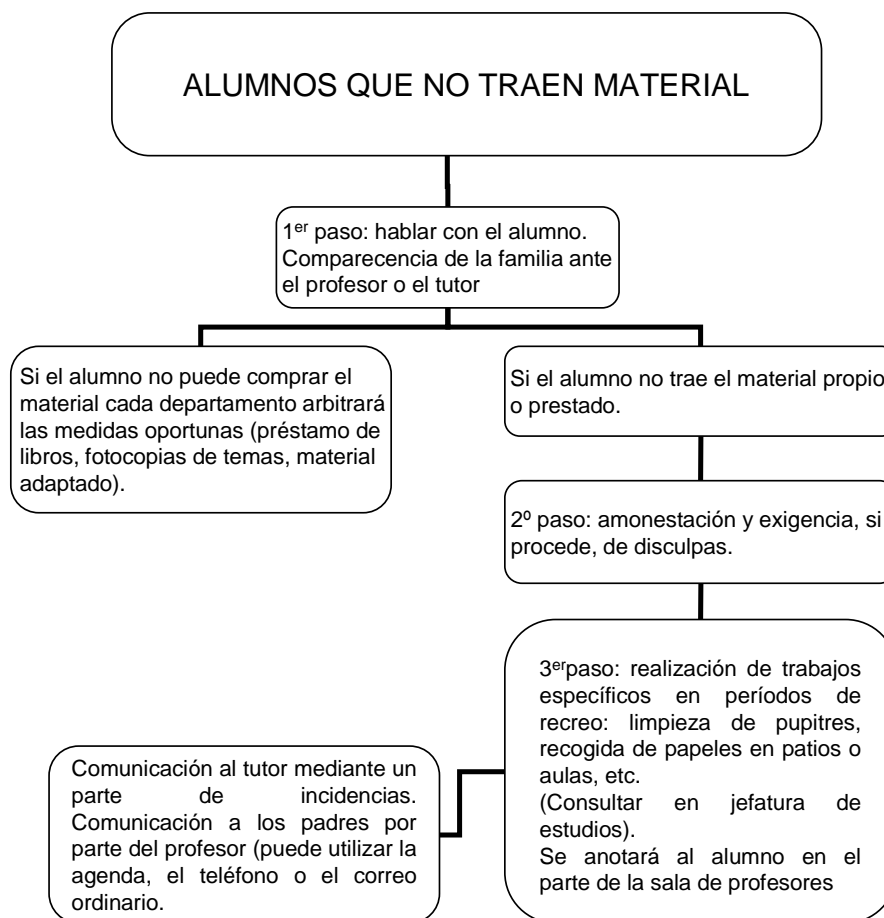 ALUMNOS QUE NO TRAEN MATERIAL
1er paso: hablar con el alumno.
Comparecencia de la familia ante
el profesor o el tutor
Si el alumno no puede comprar el
material cada departamento arbitrará
las medidas oportunas (préstamo de
libros, fotocopias de temas, material
adaptado).
Si el alumno no trae el material propio
o prestado.
2º paso: amonestación y exigencia, si
procede, de disculpas.
3erpaso: realización de trabajos
específicos en períodos de
recreo: limpieza de pupitres,
recogida de papeles en patios o
aulas, etc.
(Consultar en jefatura de
estudios).
Se anotará al alumno en el
parte de la sala de profesores
Comunicación al tutor mediante un
parte de incidencias.
Comunicación a los padres por
parte del profesor (puede utilizar la
agenda, el teléfono o el correo
ordinario.